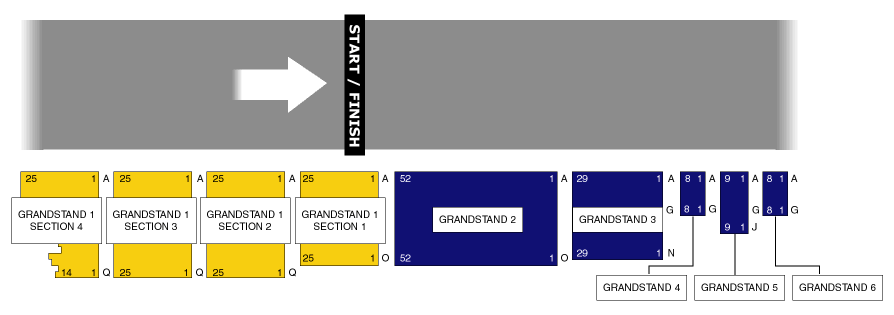 START / FINISH
25 1 A 25 1 A 25 1 A 25 1 A 52 1 A 29 1 A 8 1 A 9 1 A 8 1 A
GRANDSTAND 1
SECTION 4
GRANDSTAND 1
SECTION 3
GRANDSTAND 1
SECTION 2
GRANDSTAND 1
SECTION 1
GRANDSTAND 2
GRANDSTAND 3
G 8 1 G G 8 1 G
9 1 J
29 1 N
25 1 O 52 1 O
14 1 Q 25 1 Q 25 1 Q
GRANDSTAND 4
GRANDSTAND 5
GRANDSTAND 6